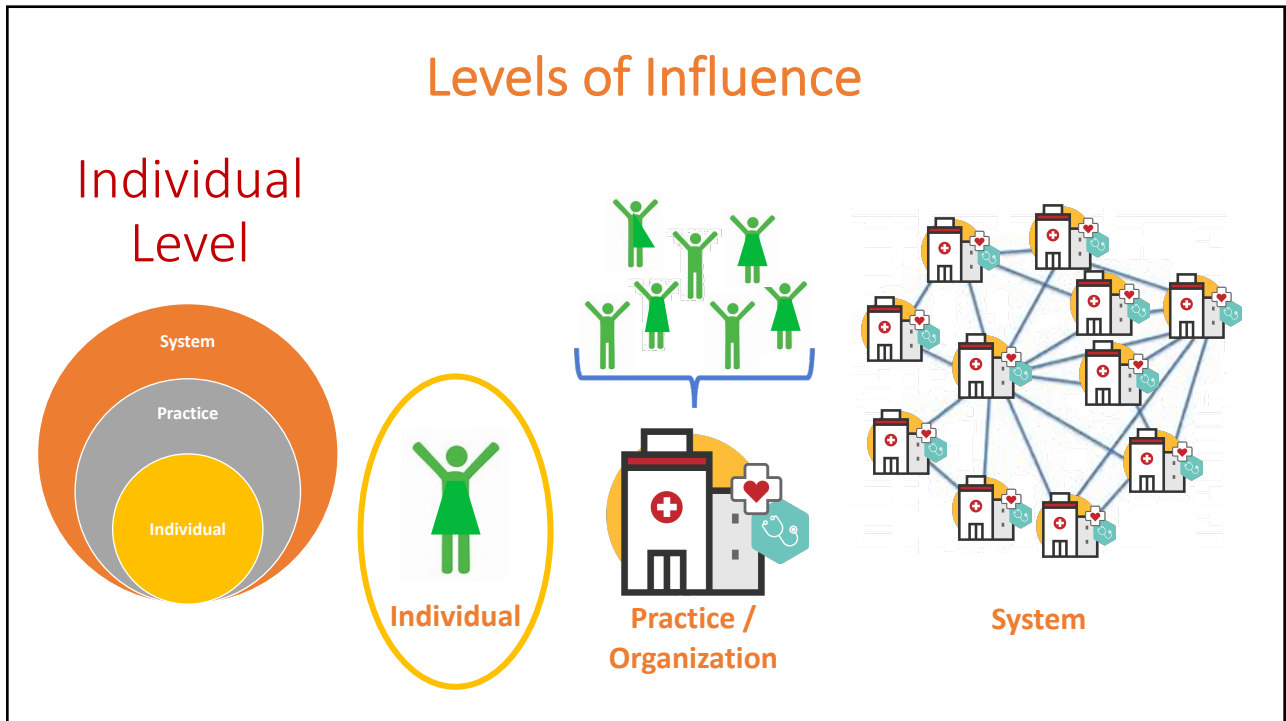 Levels of Influence
Individual
Level
System
Practice
Individual
Individual
Practice /
Organization
System